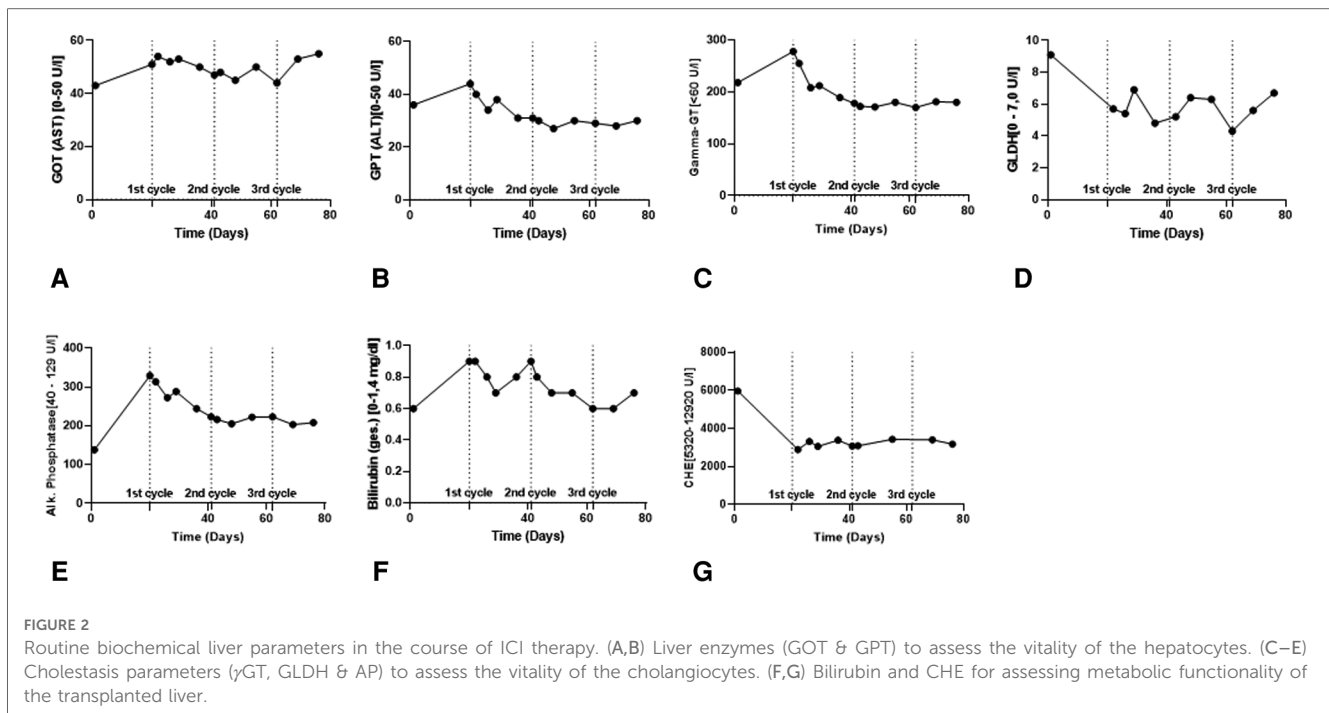 60
40
20
0
GOT (AST) [0-50 U/l]
1st cycle 2nd cycle 3rd cycle
0 20 40 60 80
Time (Days)
A
60
40
20
0
GPT (ALT)[0-50 U/l]
1st cycle 2nd cycle 3rd cycle
0 20 40 60 80
Time (Days)
B
300
200
100
0
Gamma-GT[<60 U/l]
1st cycle 2nd cycle 3rd cycle
0 20 40 60 80
Time (Days)
C
10
8
6
4
2
0
GLDH[0 - 7,0 U/l]
1st cycle 2nd cycle 3rd cycle
0 20 40 60 80
Time (Days)
D
400
300
200
100
0
Alk. Phosphatase[40 - 129 U/l]
1st cycle 2nd cycle 3rd cycle
0 20 40 60 80
Time (Days)
E
1.0
0.8
0.6
0.4
0.2
0.0
Bilirubin (ges.) [0-1,4 mg/dl]
1st cycle 2nd cycle 3rd cycle
0 20 40 60 80
Time (Days)
F
8000
6000
4000
2000
0
CHE[5320-12920 U/l]
1st cycle 2nd cycle 3rd cycle
0 20 40 60 80
Time (Days)
G
FIGURE 2
Routine biochemical liver parameters in the course of ICI therapy. (A,B) Liver enzymes (GOT & GPT) to assess the vitality of the hepatocytes. (C–E)
Cholestasis parameters (γGT, GLDH & AP) to assess the vitality of the cholangiocytes. (F,G) Bilirubin and CHE for assessing metabolic functionality of
the transplanted liver.